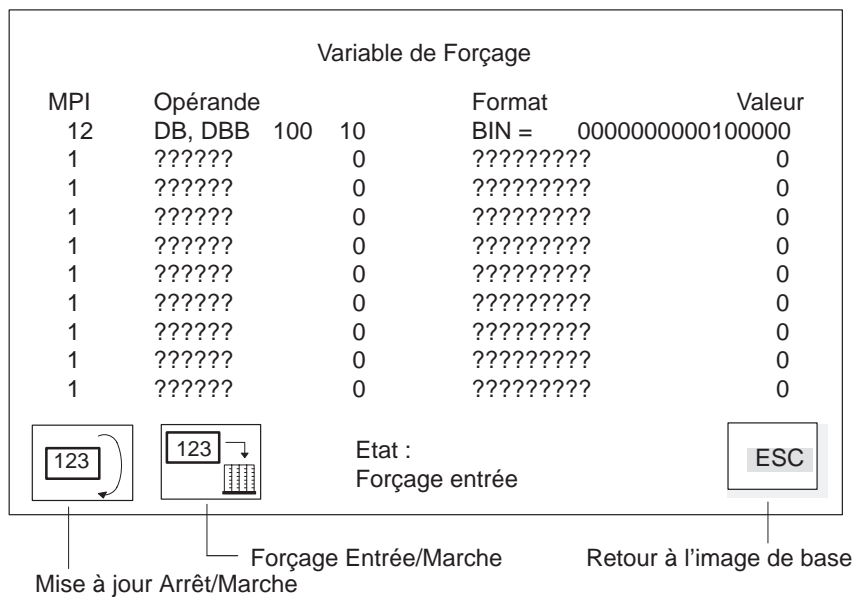 Variable de Forçage
MPI Opérande Format Valeur
12 DB, DBB 100 10 BIN = 0000000000100000
1 ?????? 0 ????????? 0
1 ?????? 0 ????????? 0
1 ?????? 0 ????????? 0
1 ?????? 0 ????????? 0
1 ?????? 0 ????????? 0
1 ?????? 0 ????????? 0
1 ?????? 0 ????????? 0
1 ?????? 0 ????????? 0
1 ?????? 0 ????????? 0
123 123 Etat : ESC
Forçage entrée
Forçage Entrée/Marche Retour à l'image de base
Mise à jour Arrêt/Marche